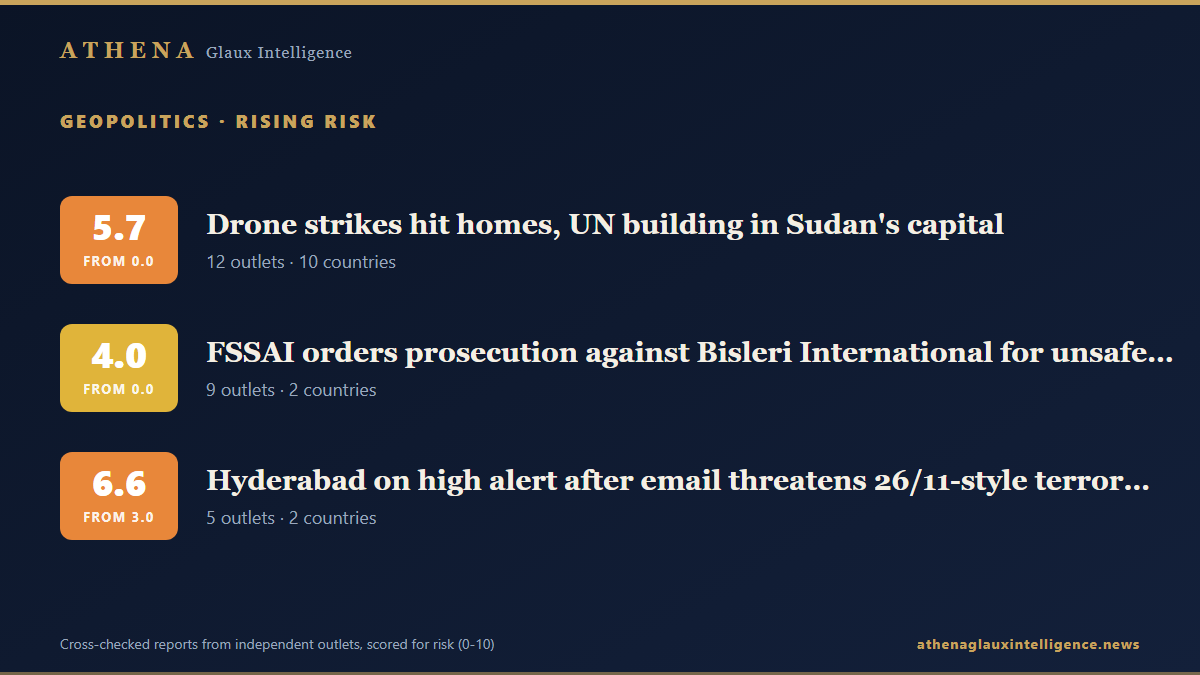 ATHENA Glaux Intelligence
GEOPOLITICS · RISING RISK
5.7
FROM 0.0
Drone strikes hit homes, UN building in Sudan's capital
12 outlets · 10 countries
4.0
FROM 0.0
FSSAI orders prosecution against Bisleri International for unsafe...
9 outlets · 2 countries
6.6
FROM 3.0
Hyderabad on high alert after email threatens 26/11-style terror...
5 outlets · 2 countries
Cross-checked reports from independent outlets, scored for risk (0-10)
athenaglauxintelligence.news